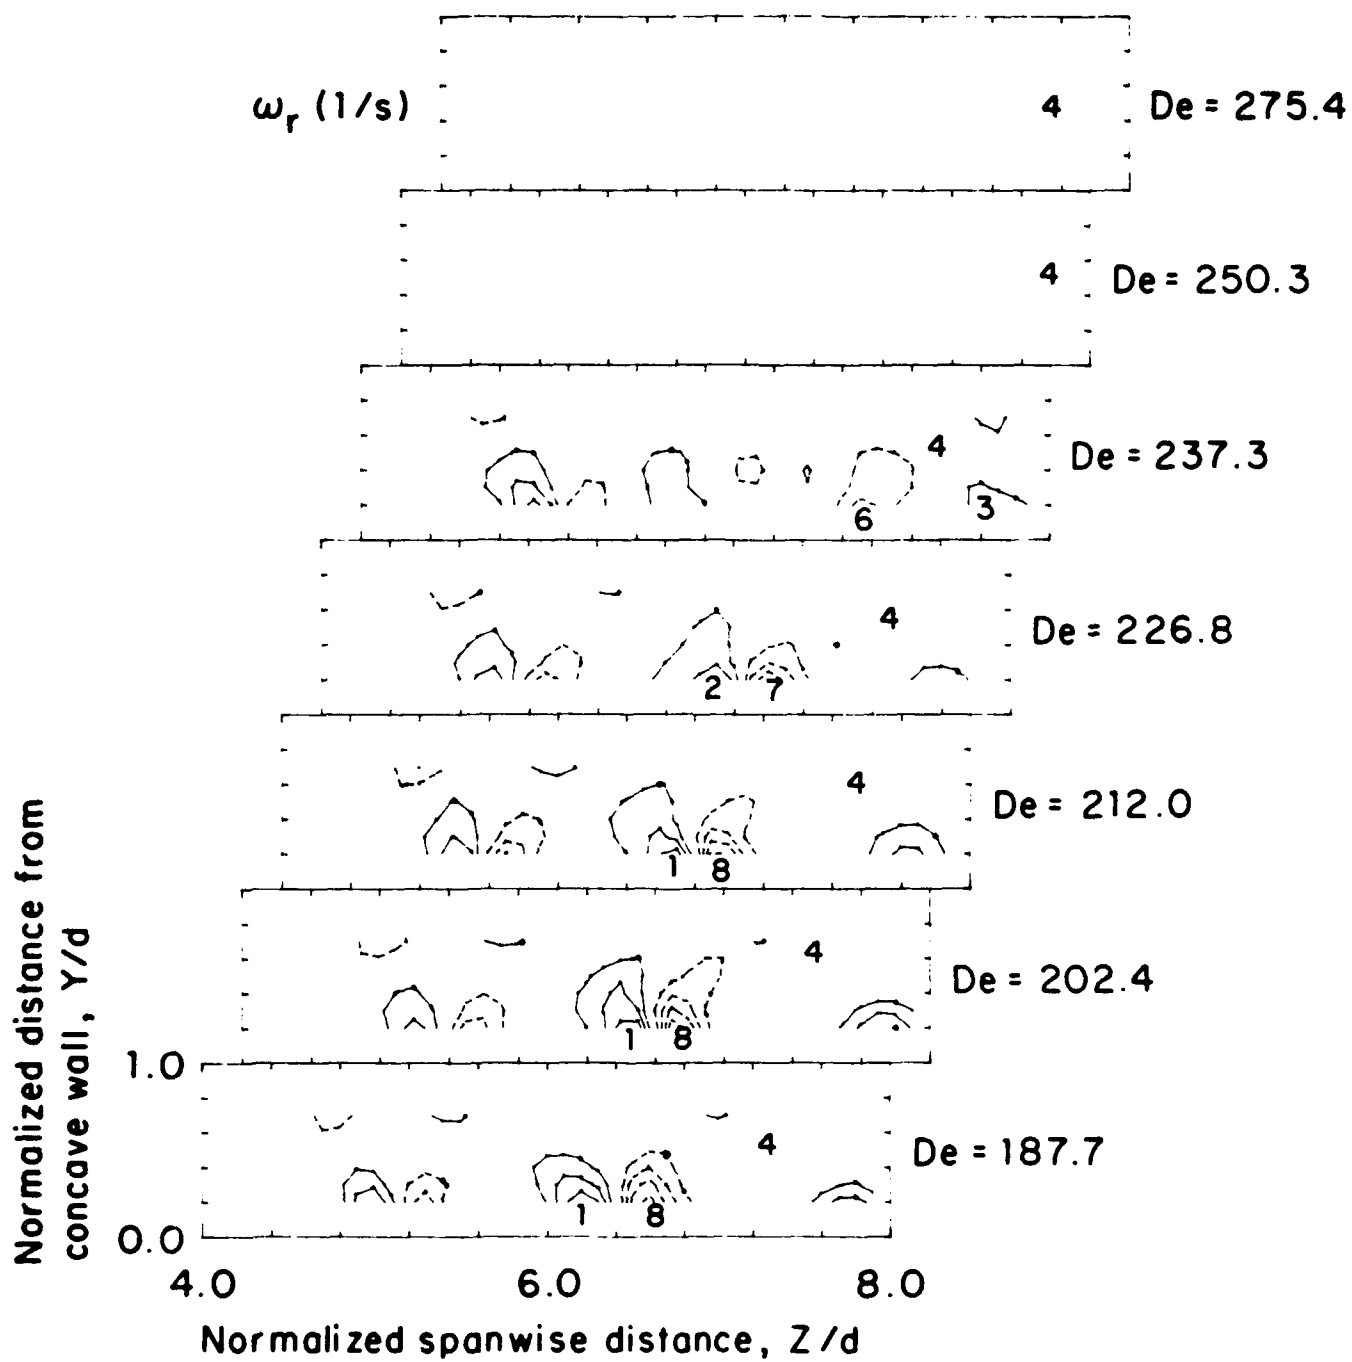 ω_r (1/s)
4
De = 275.4
4
De = 250.3
4
De = 237.3
6
3
4
De = 226.8
2
7
4
De = 212.0
1
8
4
De = 202.4
1
8
1.0
4
De = 187.7
1
8
0.0
4.0 6.0 8.0
Normalized spanwise distance, Z/d
Normalized distance from
concave wall, Y/d